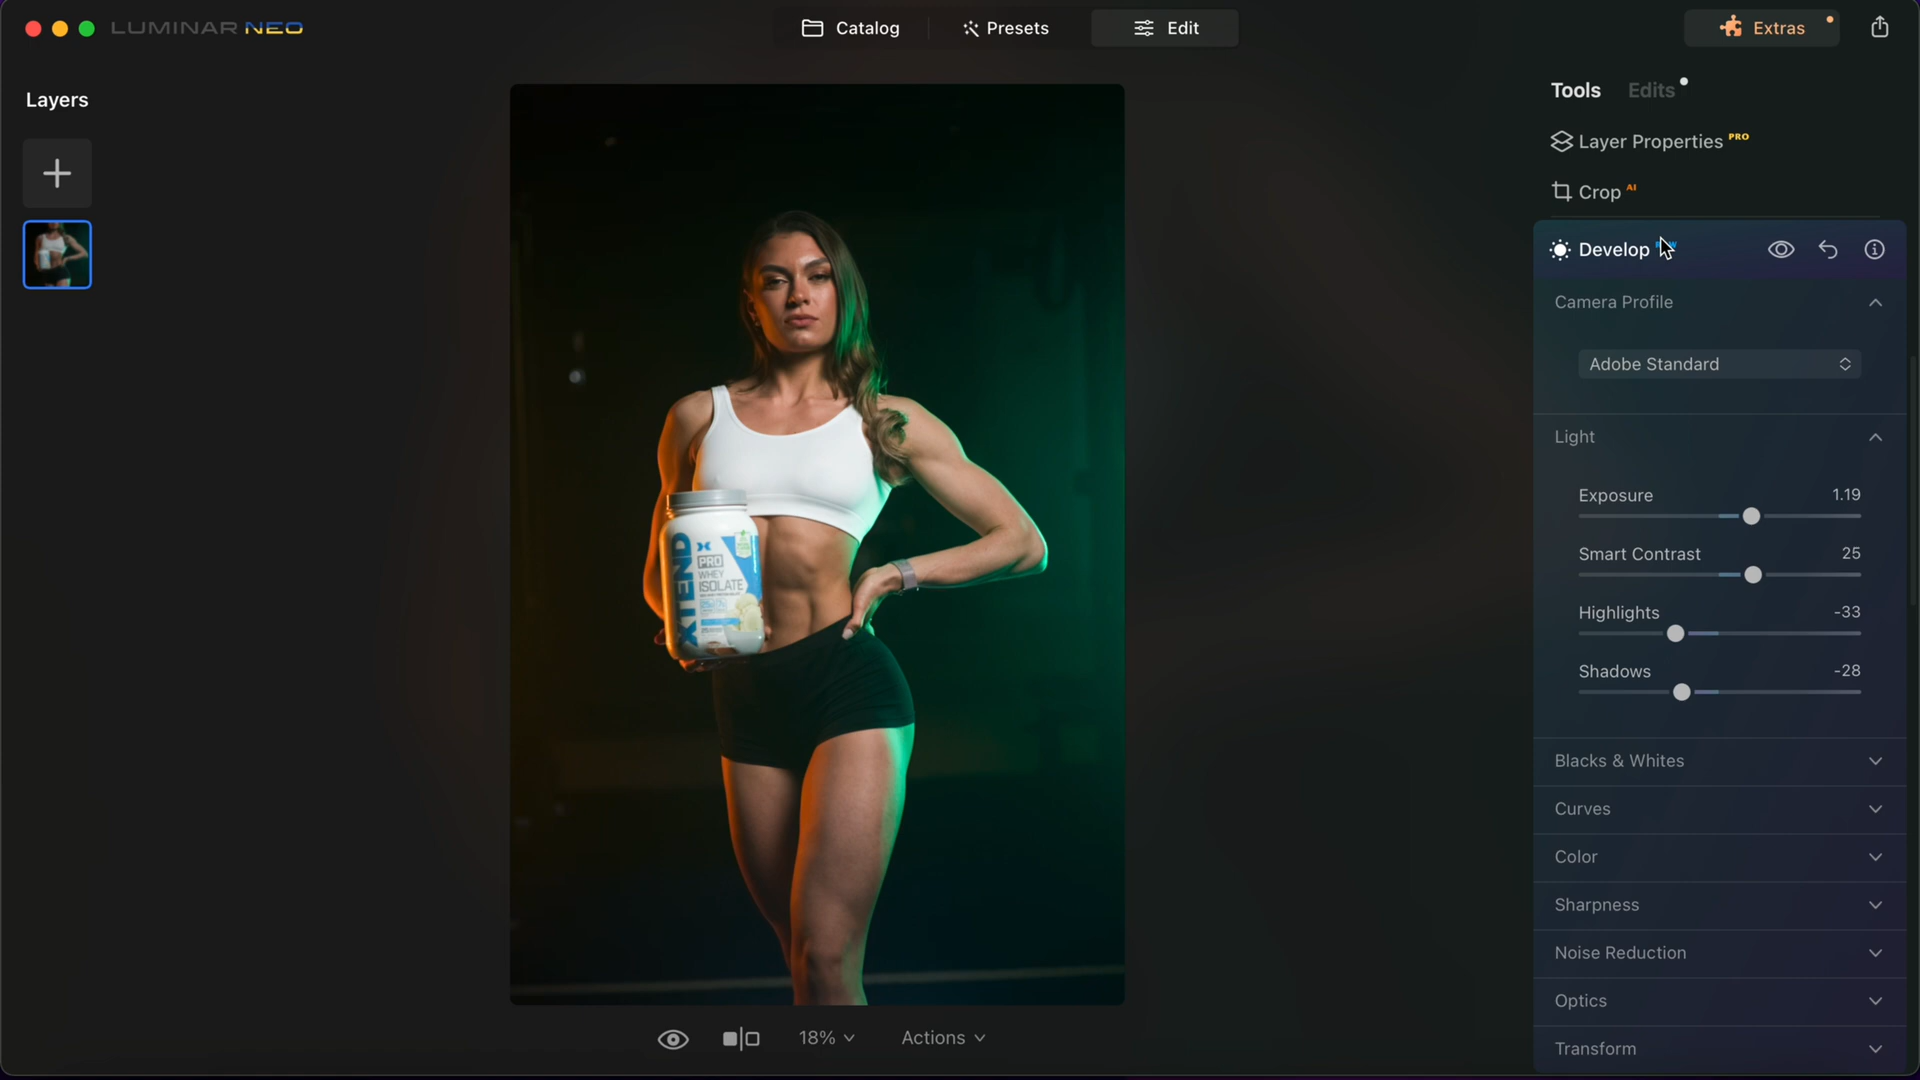 LUMINAR NEO
Catalog
Presets
Edit
Extras
Layers
Tools
Edits
Layer Properties PRO
Crop AI
Develop
Camera Profile
Adobe Standard
Light
Exposure 1.19
Smart Contrast 25
Highlights -33
Shadows -28
Blacks & Whites
Curves
Color
Sharpness
Noise Reduction
Optics
Transform
XTEND
PRO
WHEY
ISOLATE
18%
Actions